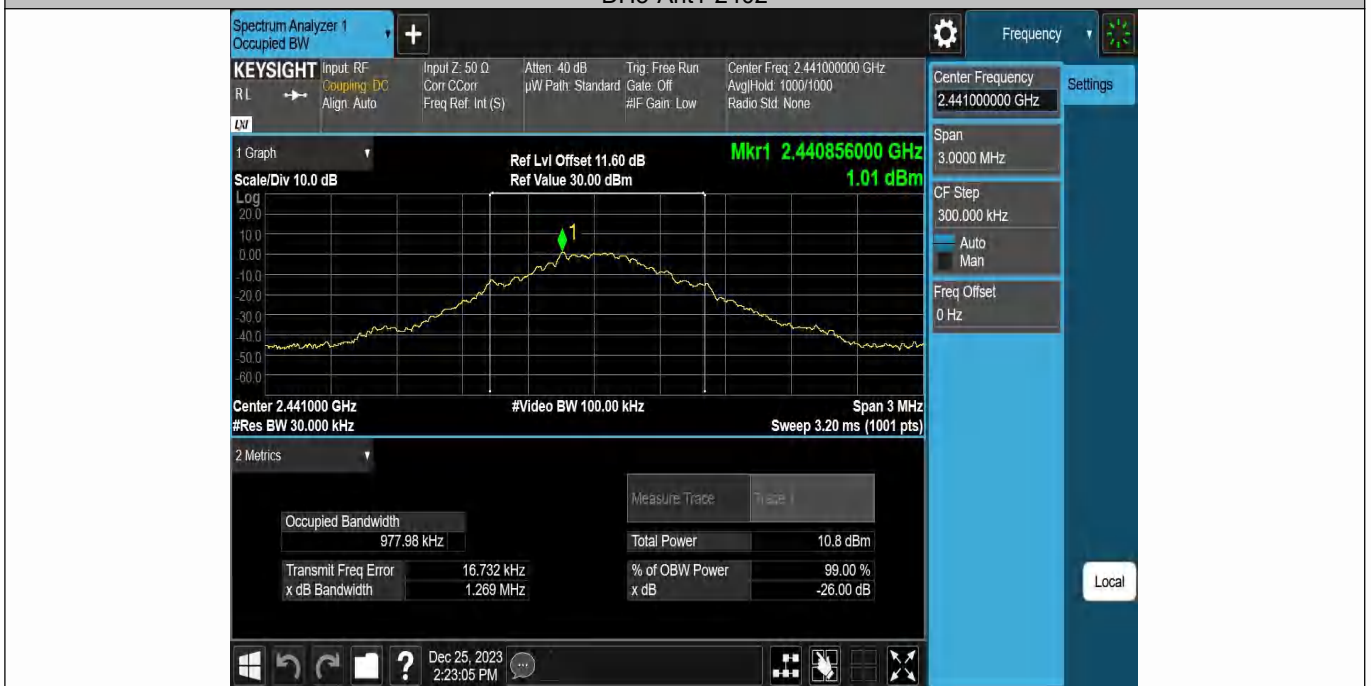 Spectrum Analyzer 1
Occupied BW
+
Frequency
KEYSIGHT Input: RF Input Z: 50 Ω Atten: 40 dB Trig: Free Run Center Freq: 2.441000000 GHz
RL Coupling: DC Corr CCorr µW Path: Standard Gate: Off Avg|Hold: 1000/1000
Align: Auto Freq Ref: Int (S) #IF Gain: Low Radio Std: None
LXI
Center Frequency
2.441000000 GHz
Settings
Span
3.0000 MHz
CF Step
300.000 kHz
Auto
Man
Freq Offset
0 Hz
1 Graph
Ref Lvl Offset 11.60 dB Mkr1 2.440856000 GHz
Scale/Div 10.0 dB Ref Value 30.00 dBm 1.01 dBm
Log
20.0
10.0
0.00
-10.0
-20.0
-30.0
-40.0
-50.0
-60.0
1
Center 2.441000 GHz #Video BW 100.00 kHz Span 3 MHz
#Res BW 30.000 kHz Sweep 3.20 ms (1001 pts)
2 Metrics
Measure Trace Trace 1
Occupied Bandwidth
977.98 kHz Total Power 10.8 dBm
Transmit Freq Error 16.732 kHz % of OBW Power 99.00 %
x dB Bandwidth 1.269 MHz x dB -26.00 dB
Local
? Dec 25, 2023
2:23:05 PM